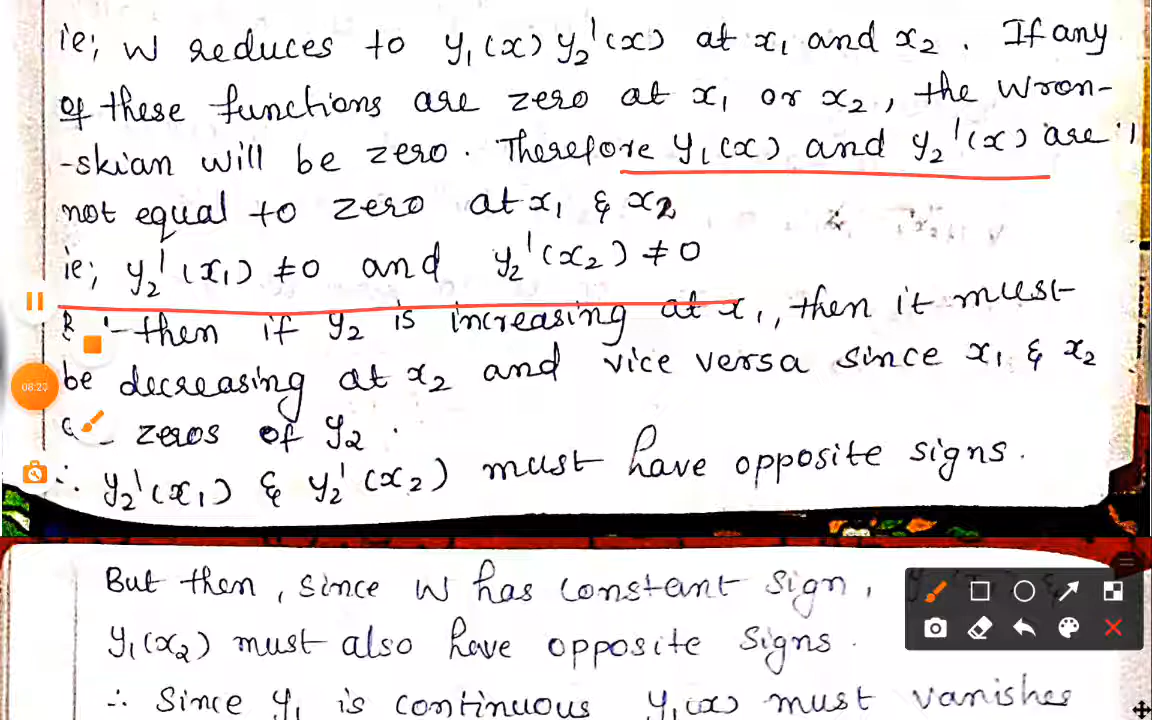 ie; W reduces to y₁(x) y₂'(x) at x₁ and x₂. If any
of these functions are zero at x₁ or x₂, the Wron-
-skian will be zero. Therefore y₁(x) and y₂'(x) are
not equal to zero at x₁ & x₂
ie; y₂'(x₁) ≠ 0 and y₂'(x₂) ≠ 0
then if y₂ is increasing at x₁, then it must
be decreasing at x₂ and vice versa since x₁ & x₂
zeros of y₂.
∴ y₂'(x₁) & y₂'(x₂) must have opposite signs.
But then, since W has constant sign,
y₁(x₂) must also have opposite signs.
∴ Since y₁ is continuous y₁(x) must vanishes